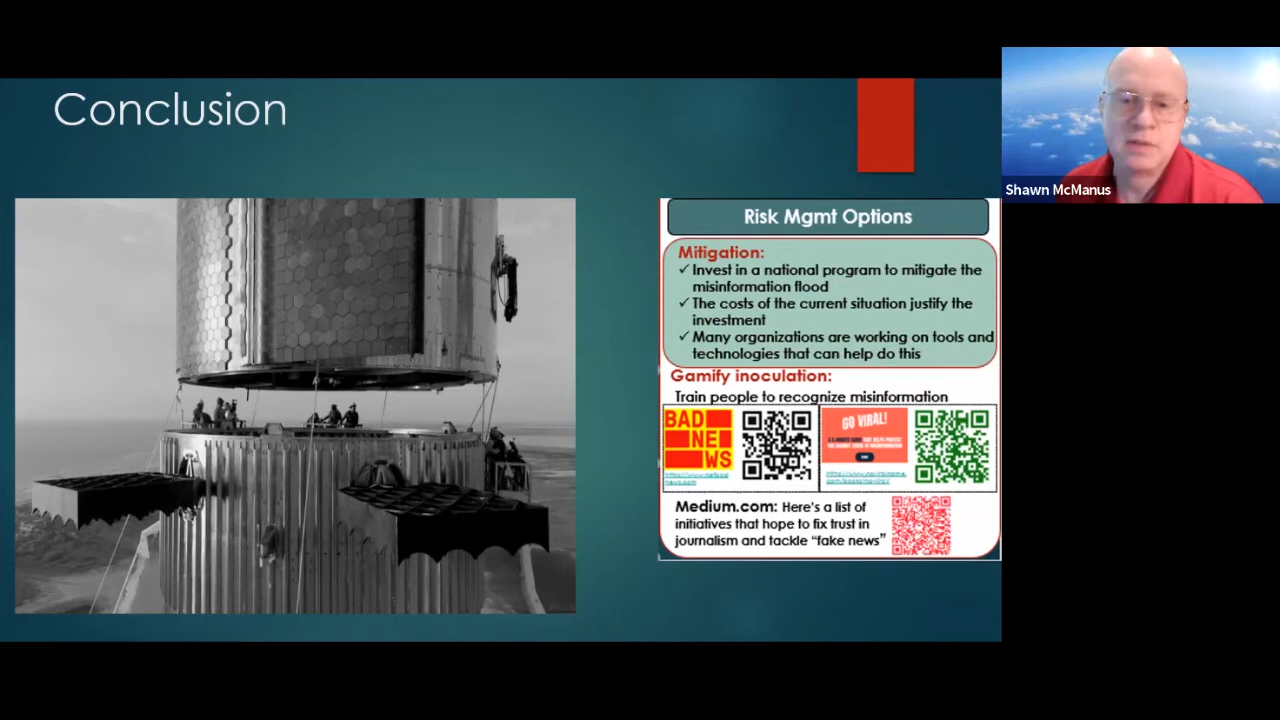 Conclusion
Shawn McManus
Risk Mgmt Options
Mitigation:
✓Invest in a national program to mitigate the
misinformation flood
✓The costs of the current situation justify the
investment
✓Many organizations are working on tools and
technologies that can help do this
Gamify inoculation:
Train people to recognize misinformation
BAD
NE
WS
GO VIRAL!
Medium.com: Here's a list of
initiatives that hope to fix trust in
journalism and tackle “fake news”